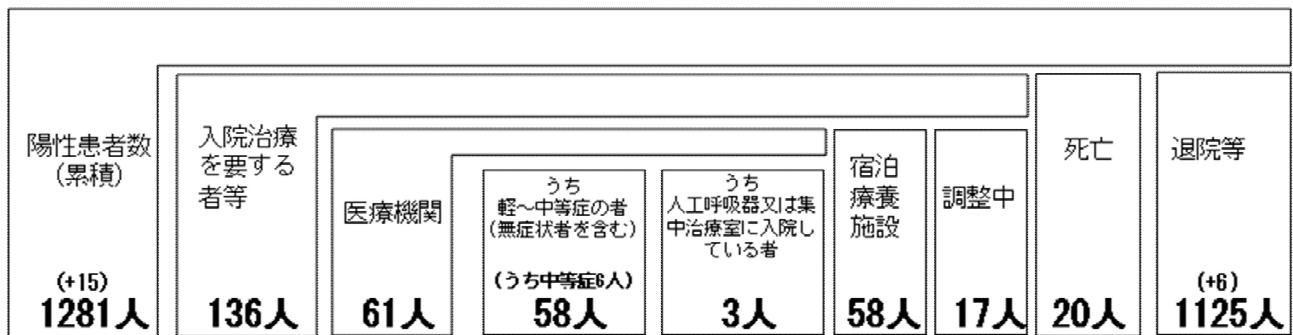 陽性患者数
(累積)
(+15)
1281人
入院治療
を要する
者等
136人
医療機関
61人
うち
軽～中等症の者
(無症状者を含む)
(うち中等症6人)
58人
うち
人工呼吸器又は集
中治療室に入院し
ている者
3人
宿泊
療養
施設
58人
調整中
17人
死亡
20人
退院等
(+6)
1125人